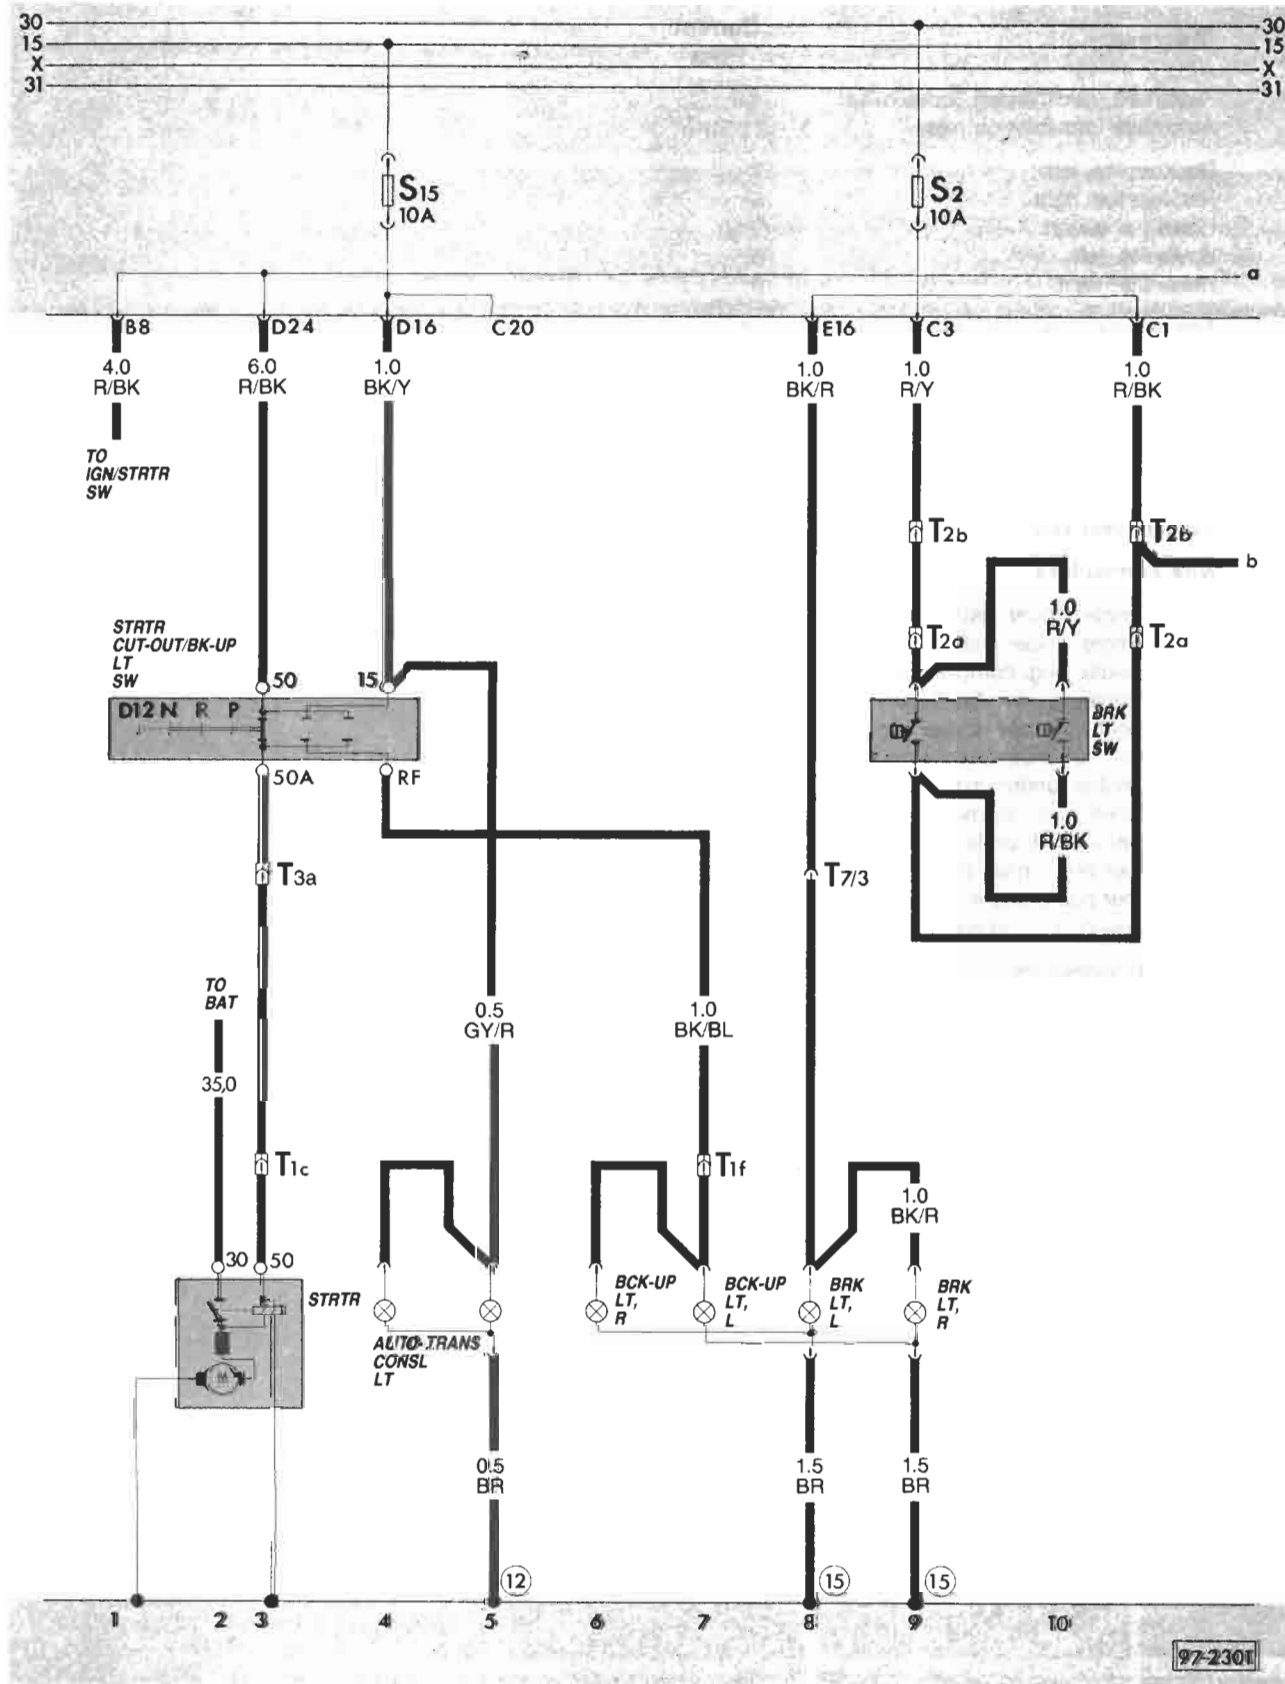 30 30
15 15
X X
31 31
S15
10A
S2
10A
a
B8 D24 D16 C20 E16 C3 C1
4.0
R/BK
6.0
R/BK
1.0
BK/Y
1.0
BK/R
1.0
R/Y
1.0
R/BK
TO
IGN/STRTR
SW
T2b
T2b
b
1.0
R/Y
T2a
T2a
STRTR
CUT-OUT/BK-UP
LT
SW
50
15
D12 N R P
50A
RF
BRK
LT
SW
1.0
R/BK
T3a
T7/3
TO
BAT
0.5
GY/R
1.0
BK/BL
35,0
T1c
T1f
1.0
BK/R
30
50
STRTR
AUTO-TRANS
CONSL
LT
BCK-UP
LT,
R
BCK-UP
LT,
L
BRK
LT,
L
BRK
LT,
R
M
0.5
BR
1.5
BR
1.5
BR
12
15
15
1 2 3 4 5 6 7 8 9 10